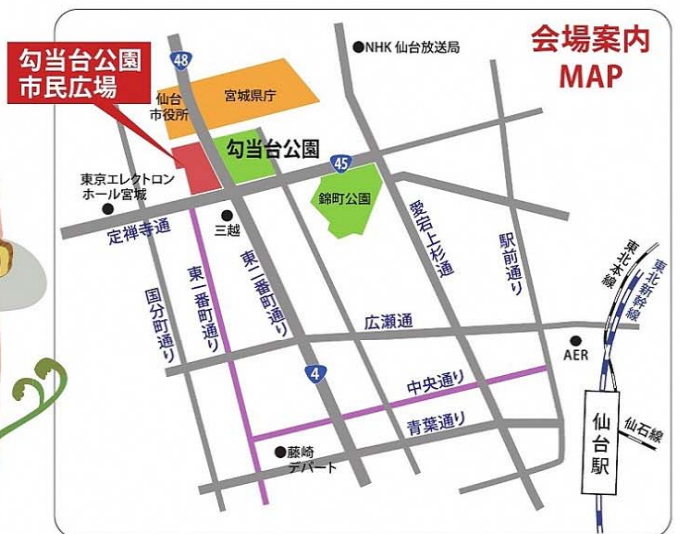 会場案内
MAP
勾当台公園
市民広場
48
NHK 仙台放送局
仙台
市役所
宮城県庁
勾当台公園
45
錦町公園
東京エレクトロン
ホール宮城
定禅寺通
三越
国分町通り
東一番町通り
東二番町通り
愛宕上杉通
駅前通り
東北本線
東北新幹線
広瀬通
AER
4
中央通り
青葉通り
藤崎
デパート
仙台駅
仙石線